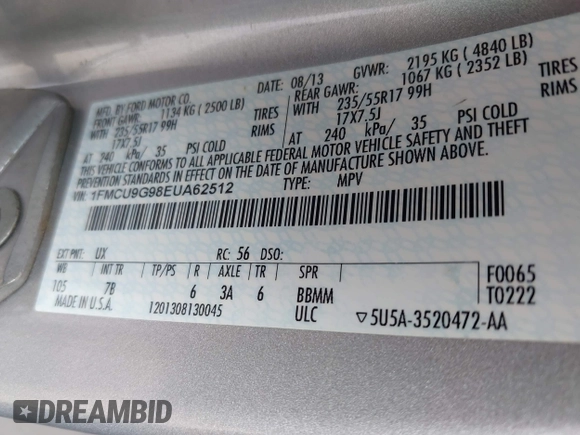 MFD. BY FORD MOTOR CO.
DATE: 08/13 GVWR: 2195 KG ( 4840 LB)
FRONT GAWR: 1134 KG ( 2500 LB) REAR GAWR: 1067 KG ( 2352 LB)
WITH 235/55R17 99H TIRES WITH 235/55R17 99H TIRES
17X7.5J RIMS 17X7.5J RIMS
AT 240 kPa/ 35 PSI COLD AT 240 kPa/ 35 PSI COLD
THIS VEHICLE CONFORMS TO ALL APPLICABLE FEDERAL MOTOR VEHICLE SAFETY AND THEFT
PREVENTION STANDARDS IN EFFECT ON THE DATE OF MANUFACTURE SHOWN ABOVE.
VIN: 1FMCU9G98EUA62512 TYPE: MPV
EXT PNT: UX RC: 56 DSO:
WB INT TR TP/PS R AXLE TR SPR
105 7B 6 3A 6 BBMM
F0065
T0222
MADE IN U.S.A. 1201308130045 ULC ▽5U5A-3520472-AA
DREAMBID